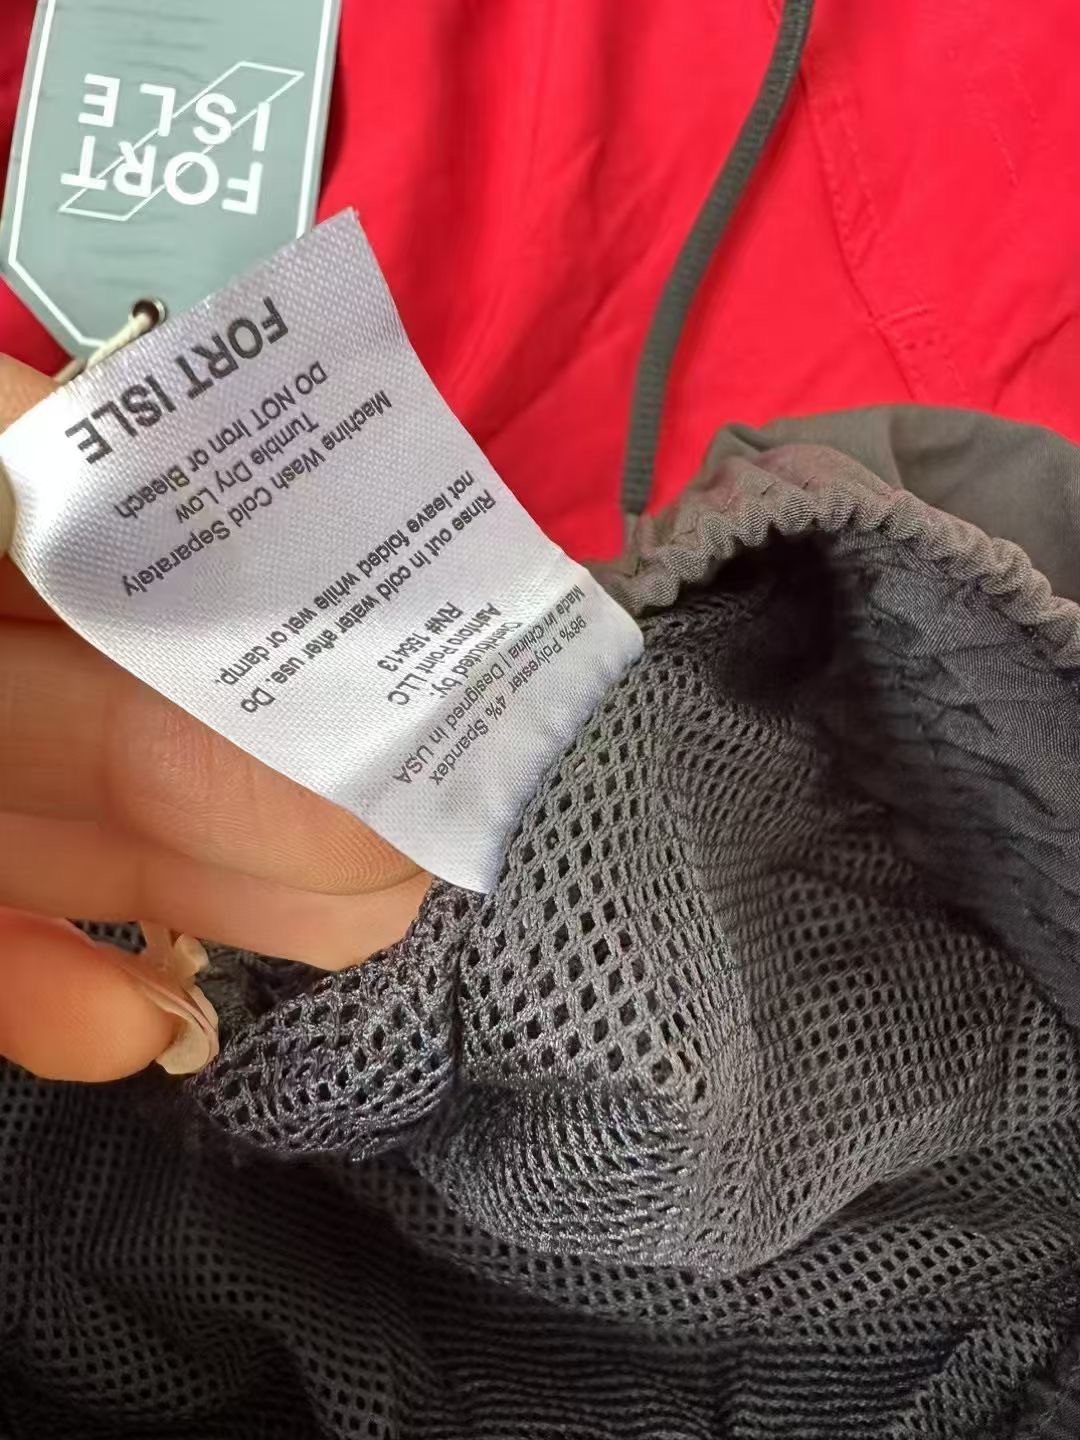 FORT
ISLE
FORT ISLE
DO NOT Iron or Bleach
Tumble Dry Low
Machine Wash Cold Separately
Rinse out in cold water after use. Do
not leave folded while wet or damp.
RN# 155413
Ashford Point LLC
Distributed by:
Made in China | Designed in USA
96% Polyester 4% Spandex